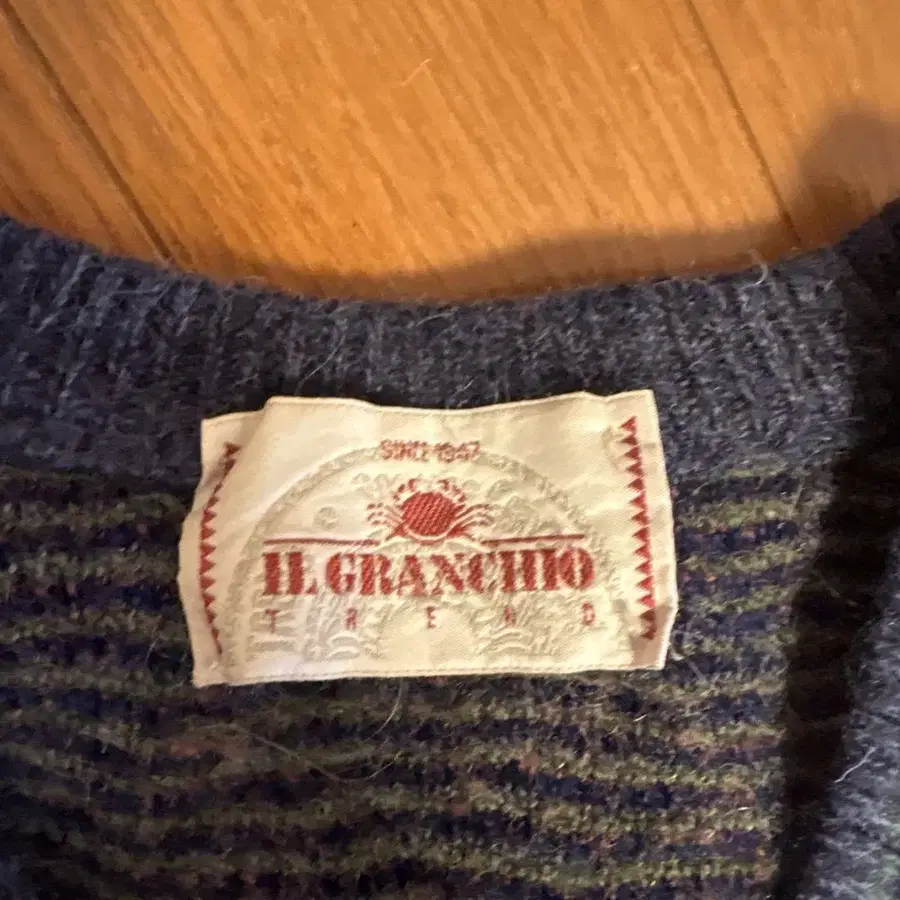 SINCE 1947
IL GRANCHIO
TREND